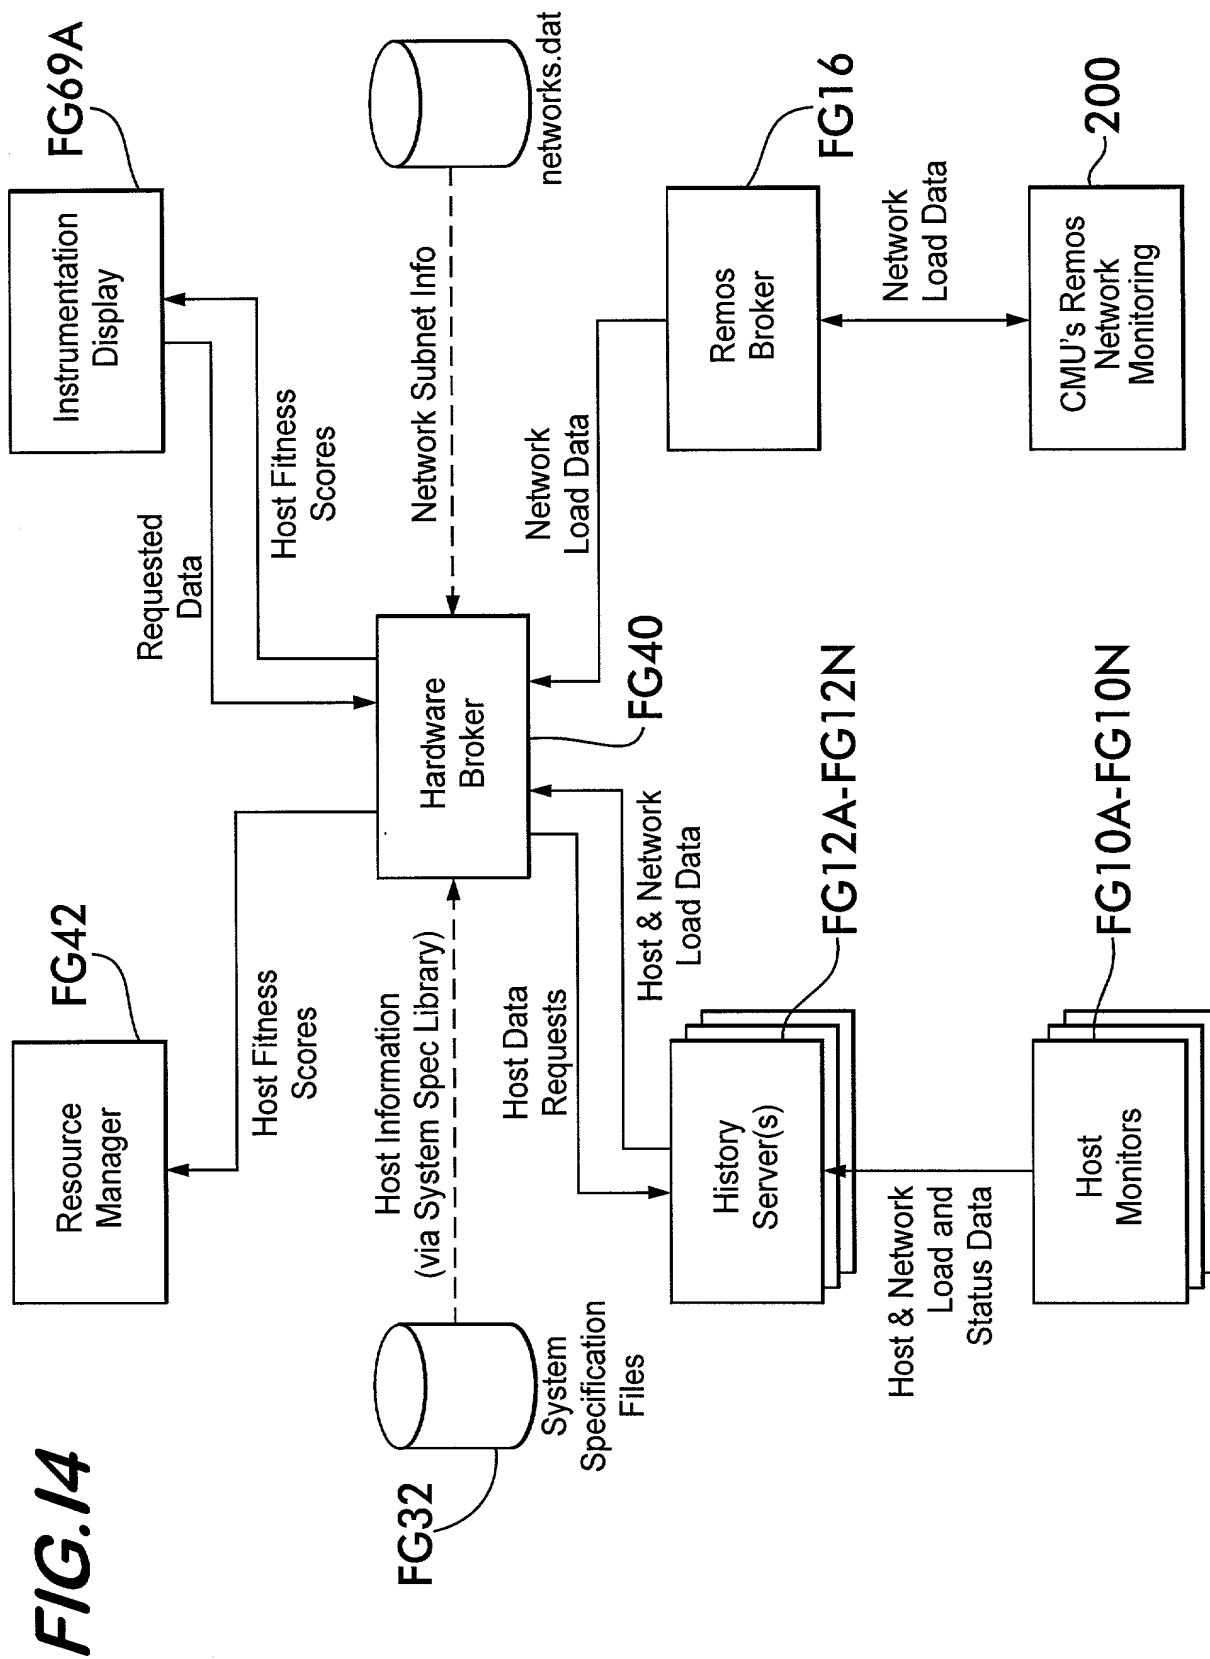 FIG.14
FG42
Resource
Manager
FG69A
Instrumentation
Display
Host Fitness
Scores
Requested
Data
Host Fitness
Scores
FG32
System
Specification
Files
Host Information
(via System Spec Library)
Hardware
Broker
FG40
Network Subnet Info
networks.dat
Host Data
Requests
Host & Network
Load Data
Network
Load Data
History
Server(s)
FG12A-FG12N
Remos
Broker
FG16
Host & Network
Load and
Status Data
Network
Load Data
Host
Monitors
FG10A-FG10N
CMU's Remos
Network
Monitoring
200